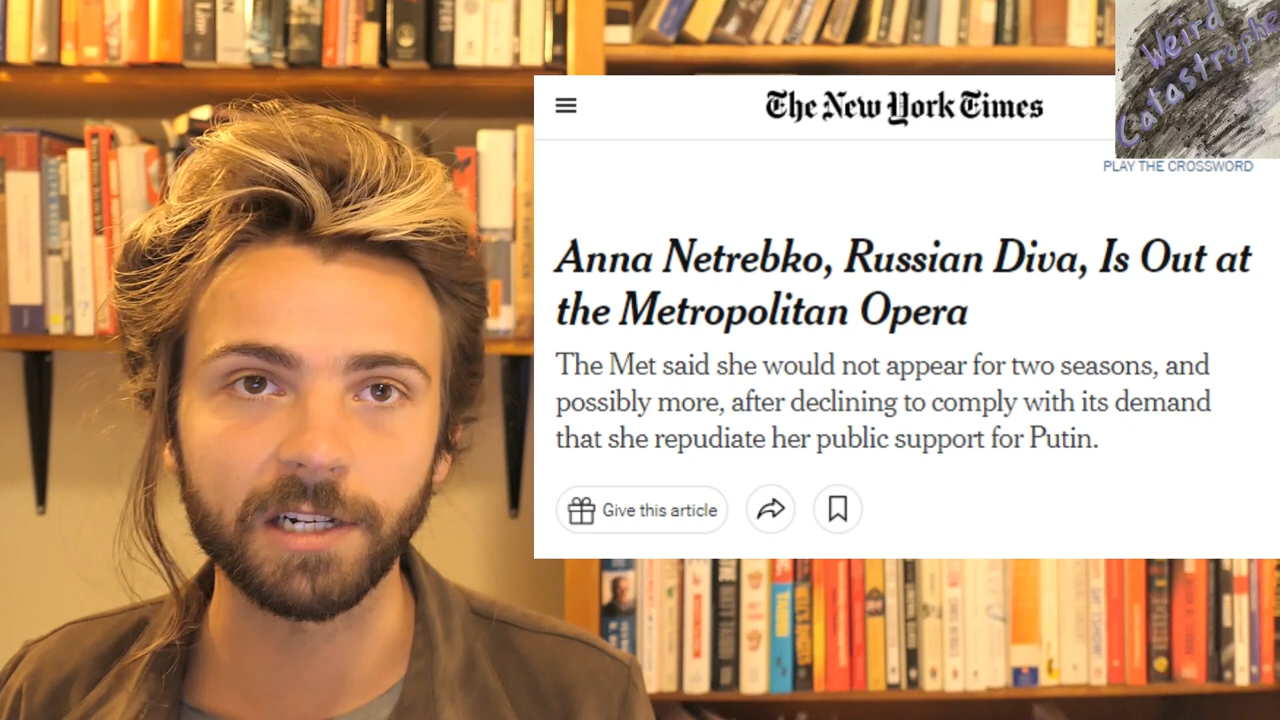 Weird
Catastrophe
The New York Times
PLAY THE CROSSWORD
Anna Netrebko, Russian Diva, Is Out at
the Metropolitan Opera
The Met said she would not appear for two seasons, and
possibly more, after declining to comply with its demand
that she repudiate her public support for Putin.
Give this article